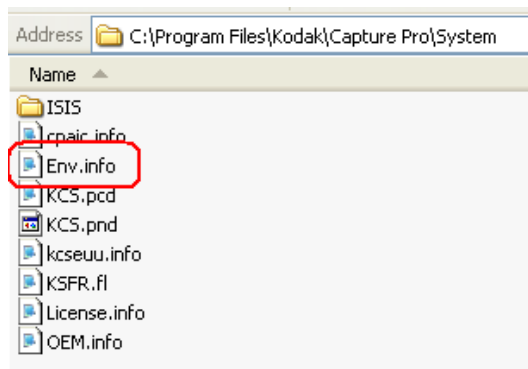 Address C:\Program Files\Kodak\Capture Pro\System
Name
ISIS
cpaic.info
Env.info
KCS.pcd
KCS.pnd
kcseuu.info
KSFR.fl
License.info
OEM.info